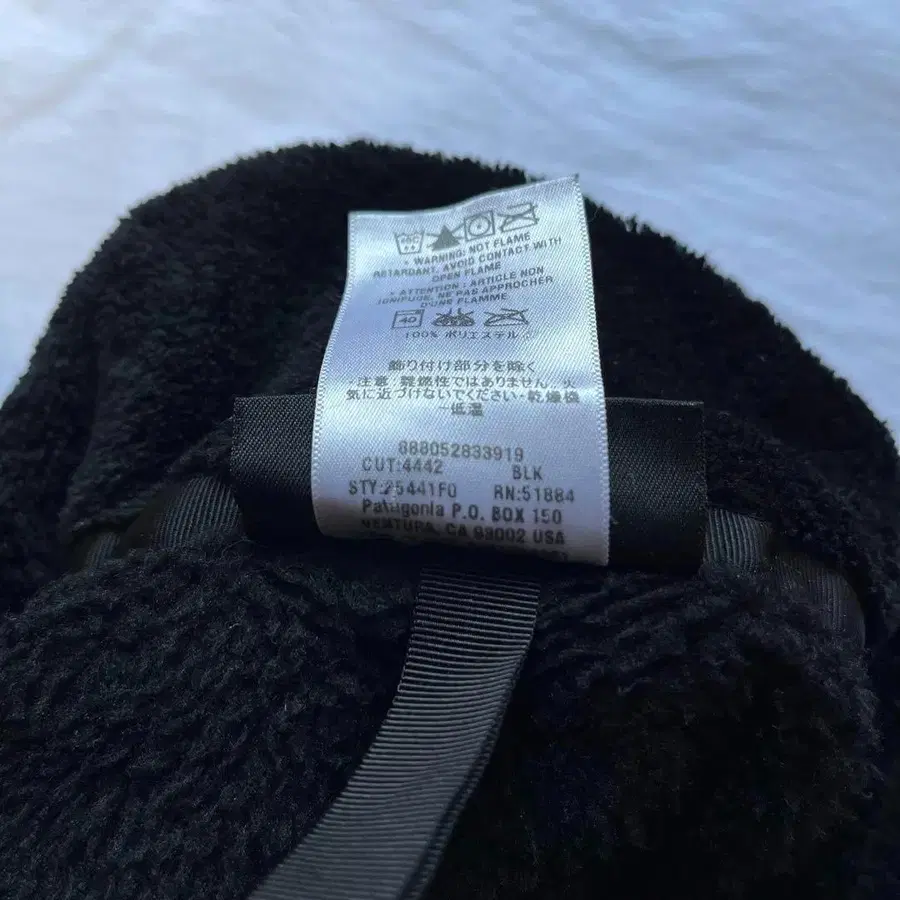 30C
• WARNING: NOT FLAME
RETARDANT, AVOID CONTACT WITH
OPEN FLAME
• ATTENTION : ARTICLE NON
IGNIFUGE, NE PAS APPROCHER
D'UNE FLAMME.
40
100% ポリエステル
飾り付け部分を除く
・注意:難燃性ではありません。火
気に近づけないでください・乾燥機
ー低温
888052833919
CUT:4442 BLK
STY:25441F0 RN:51884
Patagonia P.O. BOX 150
VENTURA, CA 93002 USA